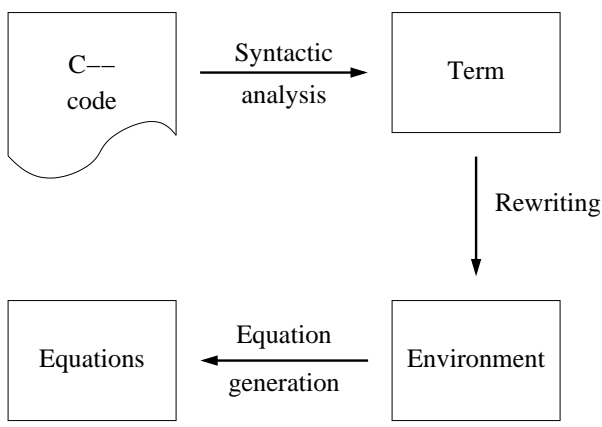 C−−
code
Syntactic
analysis
Term
Rewriting
Environment
Equation
generation
Equations